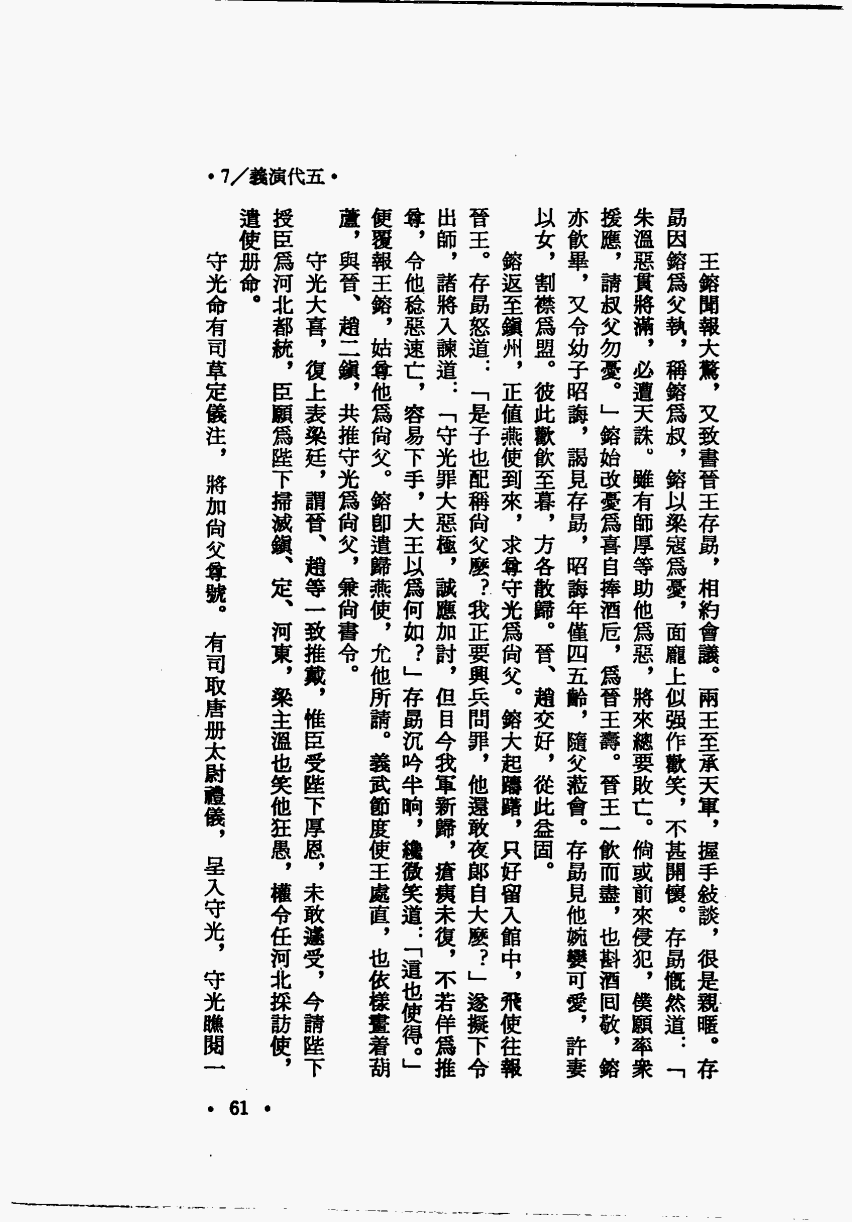 •7／義演代五•
王鎔聞報大驚，又致書晉王存勗，相約會議。兩王至承天軍，握手敍談，很是親暱。存
勗因鎔爲父執，稱鎔爲叔，鎔以梁寇爲憂，面龐上似强作歡笑，不甚開懷。存勗慨然道：「
朱溫惡貫將滿，必遭天誅。雖有師厚等助他爲惡，將來總要敗亡。倘或前來侵犯，僕願率衆
援應，請叔父勿憂。」鎔始改憂爲喜自捧酒巵，爲晉王壽。晉王一飲而盡，也斟酒囘敬，鎔
亦飲畢，又令幼子昭誨，謁見存勗，昭誨年僅四五齡，隨父蒞會。存勗見他婉孌可愛，許妻
以女，割襟爲盟。彼此歡飲至暮，方各散歸。晉、趙交好，從此益固。
鎔返至鎭州，正値燕使到來，求尊守光爲尙父。鎔大起躊躇，只好留入館中，飛使往報
晉王。存勗怒道：「是子也配稱尙父麽？我正要興兵問罪，他還敢夜郞自大麽？」遂擬下令
出師，諸將入諫道：「守光罪大惡極，誠應加討，但目今我軍新歸，瘡痍未復，不若佯爲推
尊，令他稔惡速亡，容易下手，大王以爲何如？」存勗沉吟半晌，纔微笑道：「這也使得。」
便覆報王鎔，姑尊他爲尙父。鎔卽遣歸燕使，允他所請。義武節度使王處直，也依樣畫着葫
蘆，與晉、趙二鎭，共推守光爲尙父，兼尙書令。
守光大喜，復上表梁廷，謂晉、趙等一致推戴，惟臣受陛下厚恩，未敢遽受，今請陛下
授臣爲河北都統，臣願爲陛下掃滅鎭、定、河東，梁主溫也笑他狂愚，權令任河北採訪使，
遣使册命。
守光命有司草定儀注，將加尙父尊號。有司取唐册太尉禮儀，呈入守光，守光瞧閱一
• 61 •